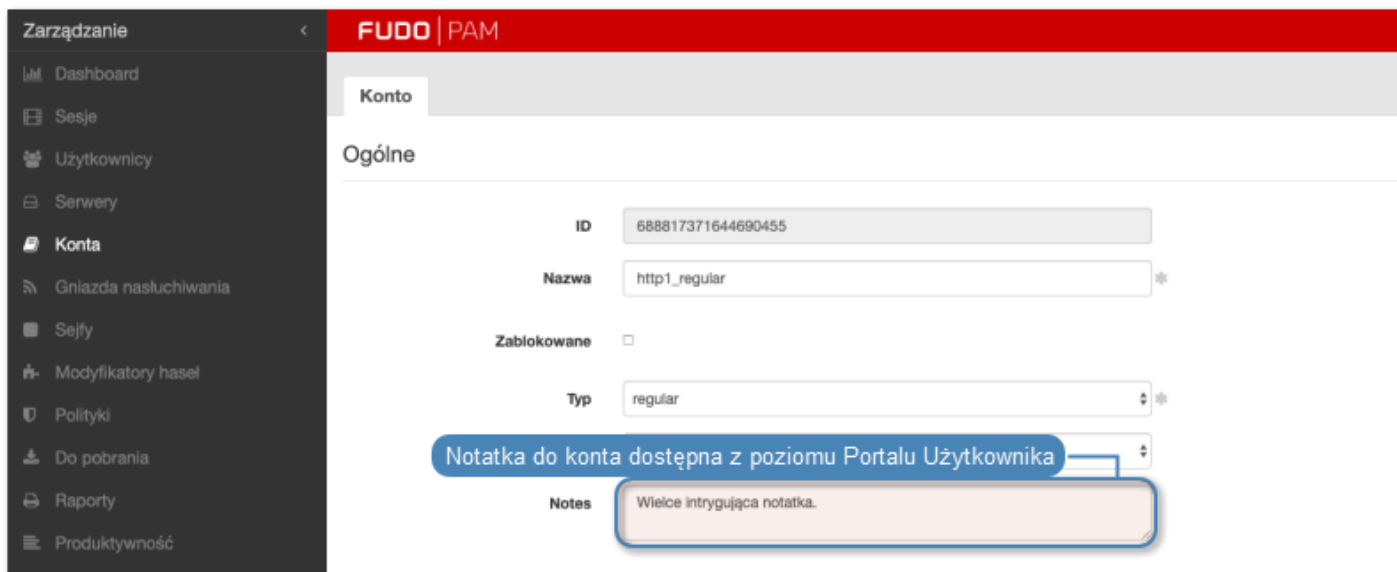 Zarządzanie
FUDO PAM
Dashboard
Konto
Sesje
Użytkownicy
Ogólne
Serwery
ID 688817371644690455
Konta
Nazwa http1_regular
Gniazda nasłuchiwania
Sejfy
Zablokowane
Modyfikatory haseł
Typ regular
Polityki
Do pobrania
Notatka do konta dostępna z poziomu Portalu Użytkownika
Raporty
Notes Wielce intrygująca notatka.
Produktywność